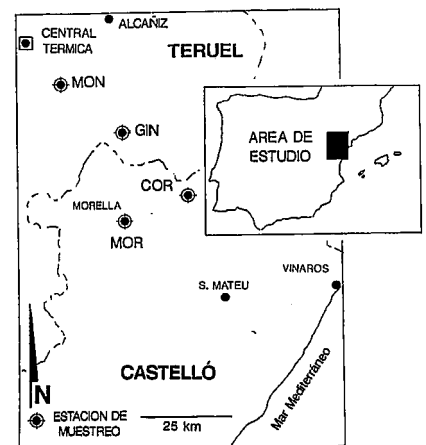 ALCAÑIZ
CENTRAL
TERMICA
TERUEL
MON
GIN
AREA DE
ESTUDIO
COR
MORELLA
MOR
S. MATEU
VINAROS
CASTELLÓ
Mar Mediterráneo
N
ESTACION DE
MUESTREO
25 km